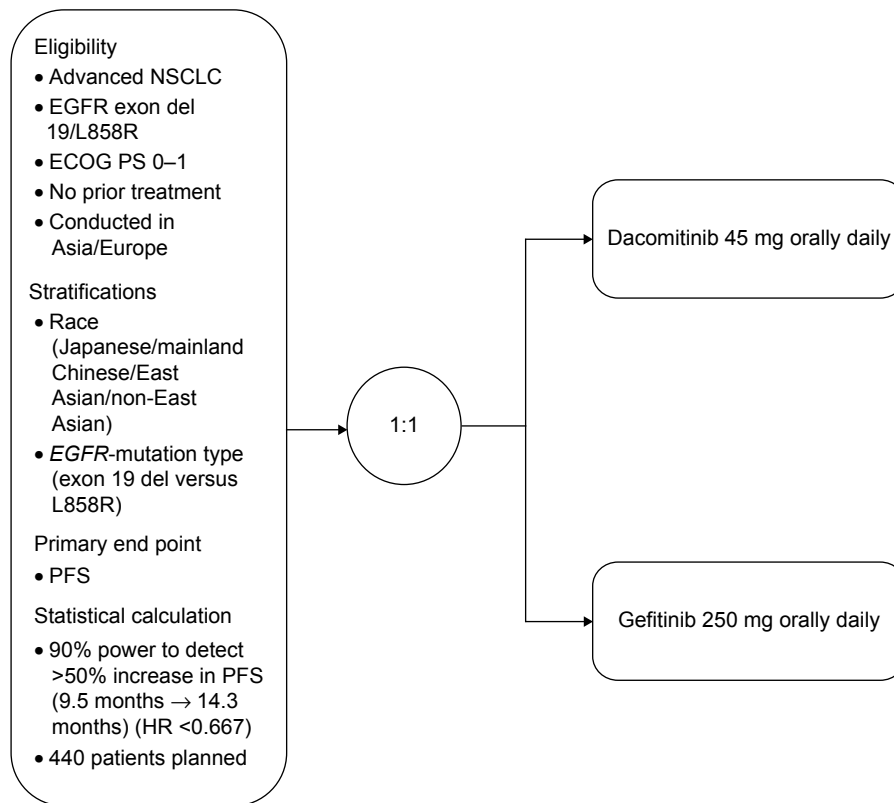 Eligibility
• Advanced NSCLC
• EGFR exon del
19/L858R
• ECOG PS 0–1
• No prior treatment
• Conducted in
Asia/Europe
Stratifications
• Race
(Japanese/mainland
Chinese/East
Asian/non-East
Asian)
• EGFR-mutation type
(exon 19 del versus
L858R)
Primary end point
• PFS
Statistical calculation
• 90% power to detect
>50% increase in PFS
(9.5 months → 14.3
months) (HR <0.667)
• 440 patients planned
1:1
Dacomitinib 45 mg orally daily
Gefitinib 250 mg orally daily